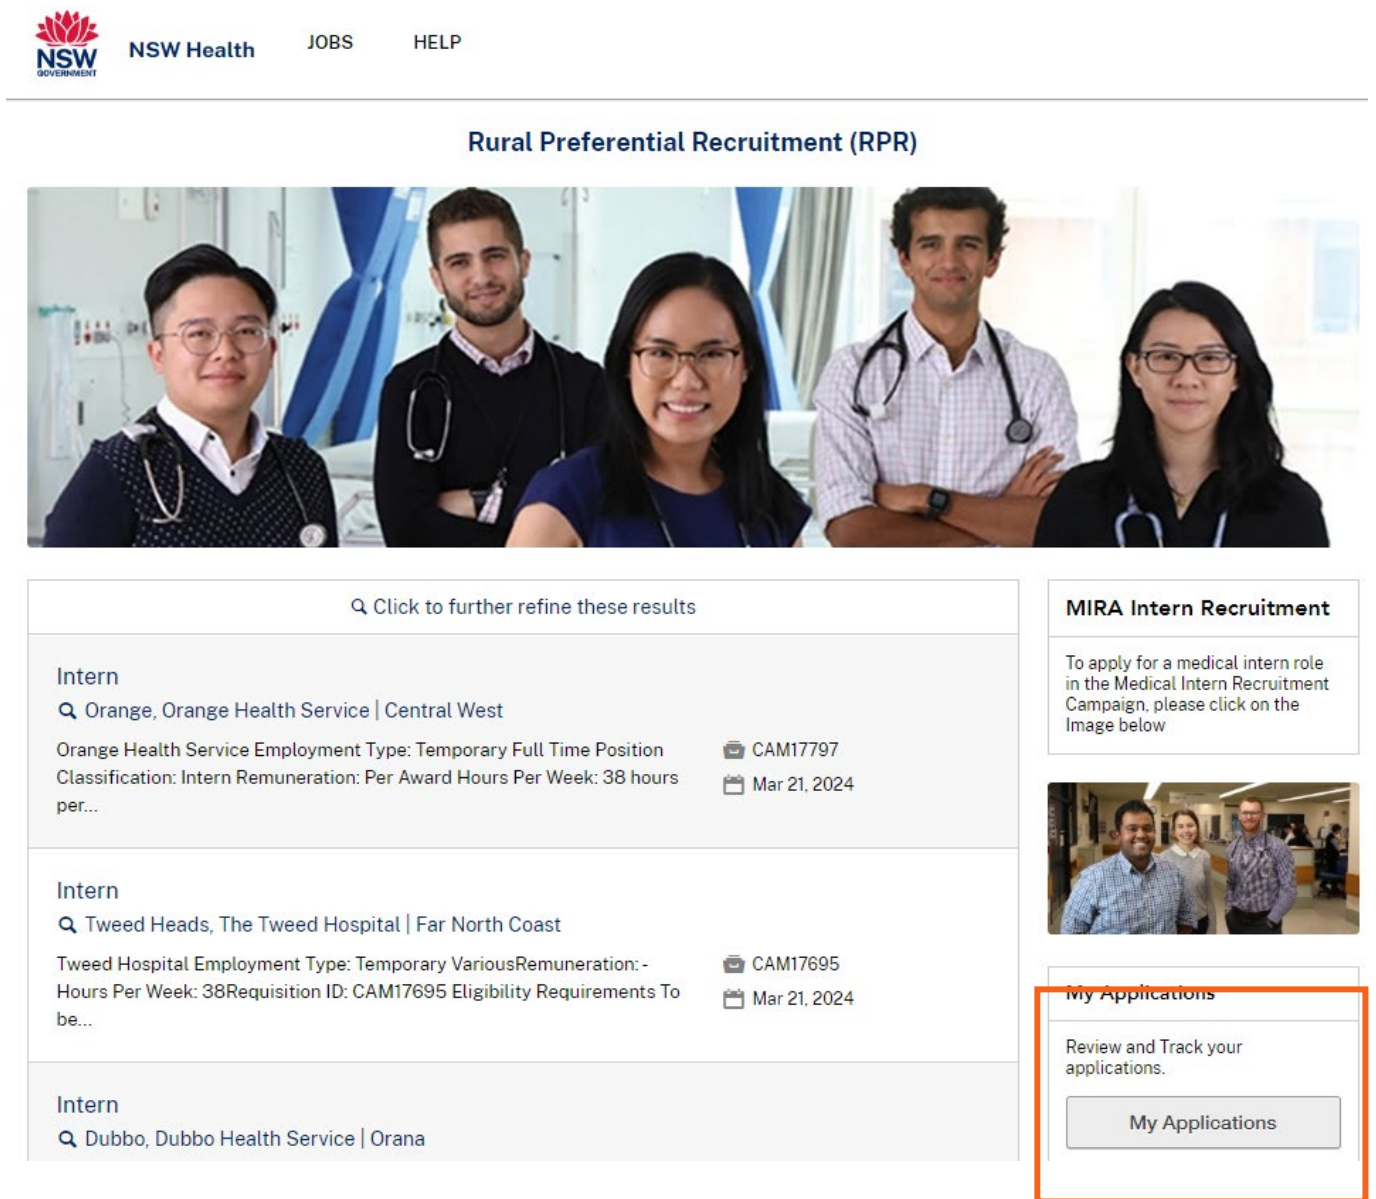 NSW
GOVERNMENT
NSW Health
JOBS
HELP
Rural Preferential Recruitment (RPR)
Click to further refine these results
Intern
Orange, Orange Health Service | Central West
Orange Health Service Employment Type: Temporary Full Time Position
Classification: Intern Remuneration: Per Award Hours Per Week: 38 hours
per...
CAM17797
Mar 21, 2024
Intern
Tweed Heads, The Tweed Hospital | Far North Coast
Tweed Hospital Employment Type: Temporary VariousRemuneration: -
Hours Per Week: 38Requisition ID: CAM17695 Eligibility Requirements To
be...
CAM17695
Mar 21, 2024
Intern
Dubbo, Dubbo Health Service | Orana
MIRA Intern Recruitment
To apply for a medical intern role
in the Medical Intern Recruitment
Campaign, please click on the
Image below
My Applications
Review and Track your
applications.
My Applications